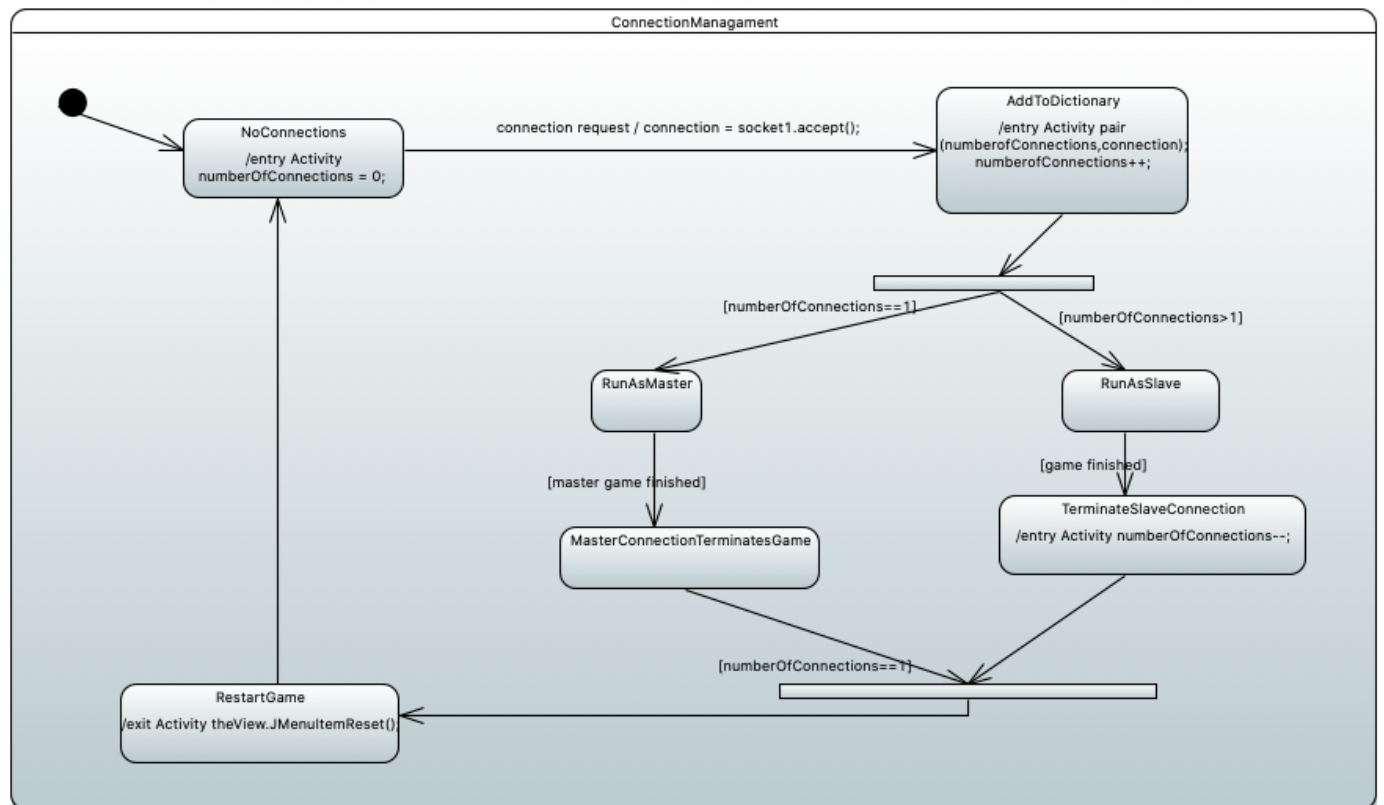 ConnectionManagament
NoConnections
/entry Activity
numberOfConnections = 0;
connection request / connection = socket1.accept();
AddToDictionary
/entry Activity pair
(numberofConnections,connection);
numberofConnections++;
[numberOfConnections==1]
[numberOfConnections>1]
RunAsMaster
RunAsSlave
[master game finished]
[game finished]
MasterConnectionTerminatesGame
TerminateSlaveConnection
/entry Activity numberOfConnections--;
[numberOfConnections==1]
RestartGame
/exit Activity theView.JMenuItemReset();